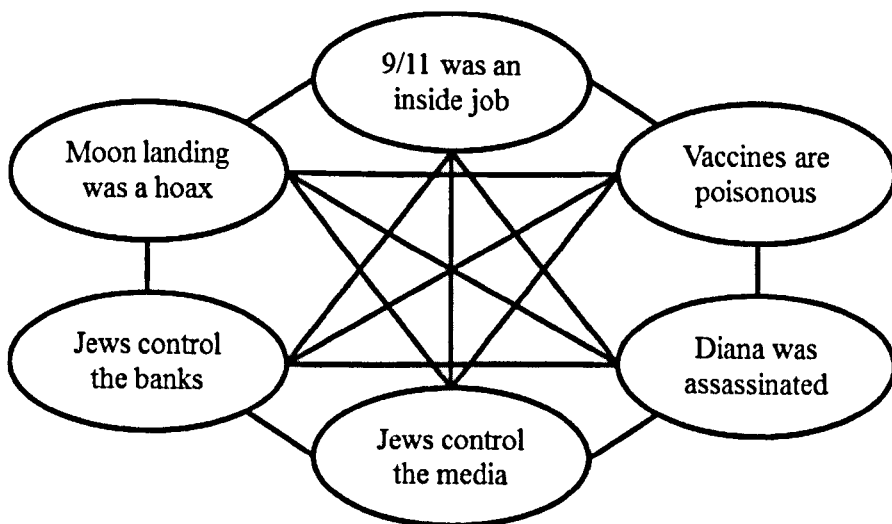 9/11 was an
inside job
Moon landing
was a hoax
Vaccines are
poisonous
Jews control
the banks
Diana was
assassinated
Jews control
the media